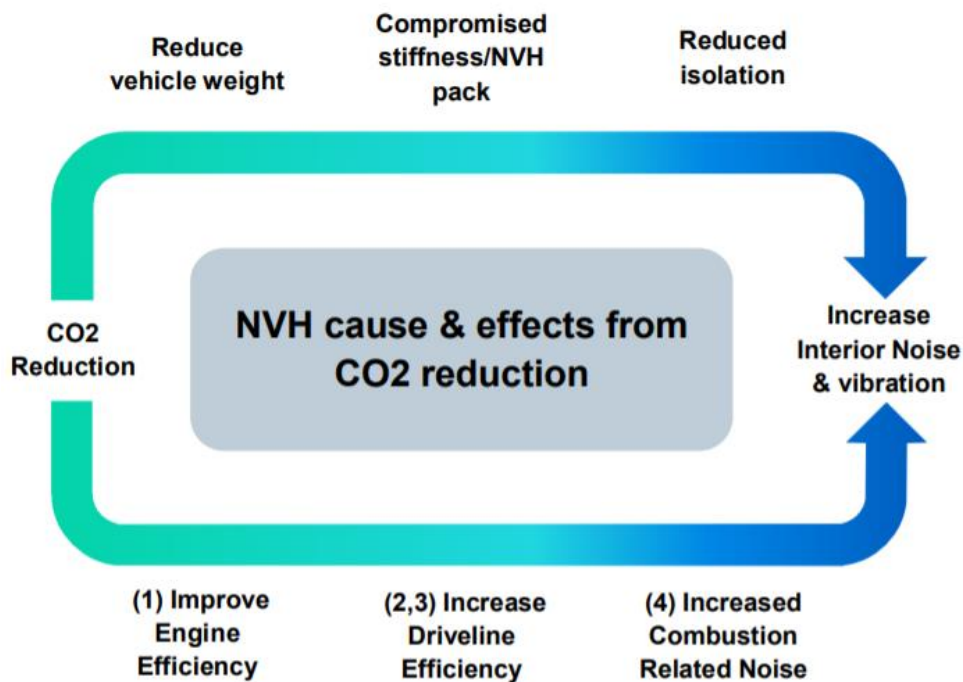 Reduce
vehicle weight
Compromised
stiffness/NVH
pack
Reduced
isolation
CO2
Reduction
NVH cause & effects from
CO2 reduction
Increase
Interior Noise
& vibration
(1) Improve
Engine
Efficiency
(2,3) Increase
Driveline
Efficiency
(4) Increased
Combustion
Related Noise